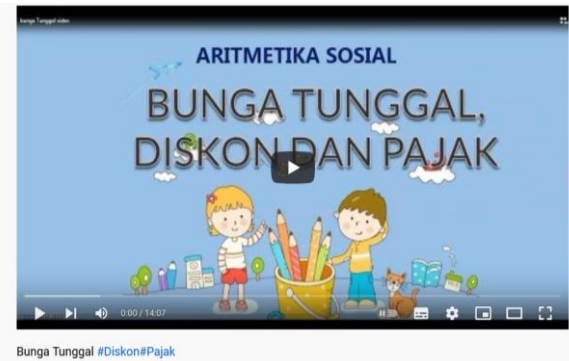 bunga Tunggal video
ARITMETIKA SOSIAL
BUNGA TUNGGAL,
DISKON DAN PAJAK
0:00 / 14:07
Bunga Tunggal #Diskon#Pajak